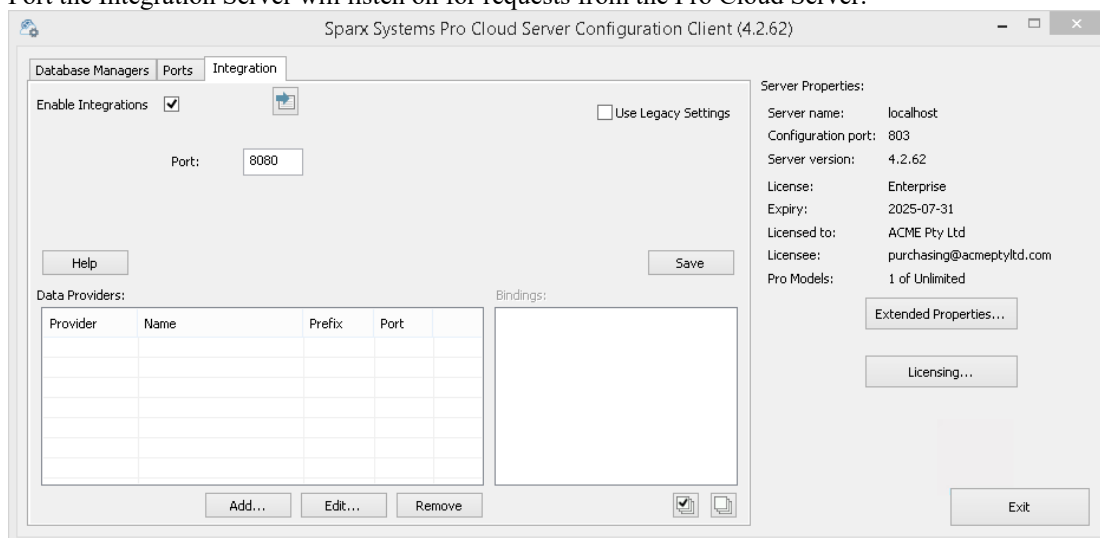 Port the Integration Server will listen on for requests from the Pro Cloud Server.
Sparx Systems Pro Cloud Server Configuration Client (4.2.62)
Database Managers Ports Integration
Enable Integrations
Use Legacy Settings
Port: 8080
Help
Save
Data Providers:
Bindings:
Provider Name Prefix Port
Add... Edit... Remove
Server Properties:
Server name: localhost
Configuration port: 803
Server version: 4.2.62
License: Enterprise
Expiry: 2025-07-31
Licensed to: ACME Pty Ltd
Licensee: purchasing@acmeptyltd.com
Pro Models: 1 of Unlimited
Extended Properties...
Licensing...
Exit